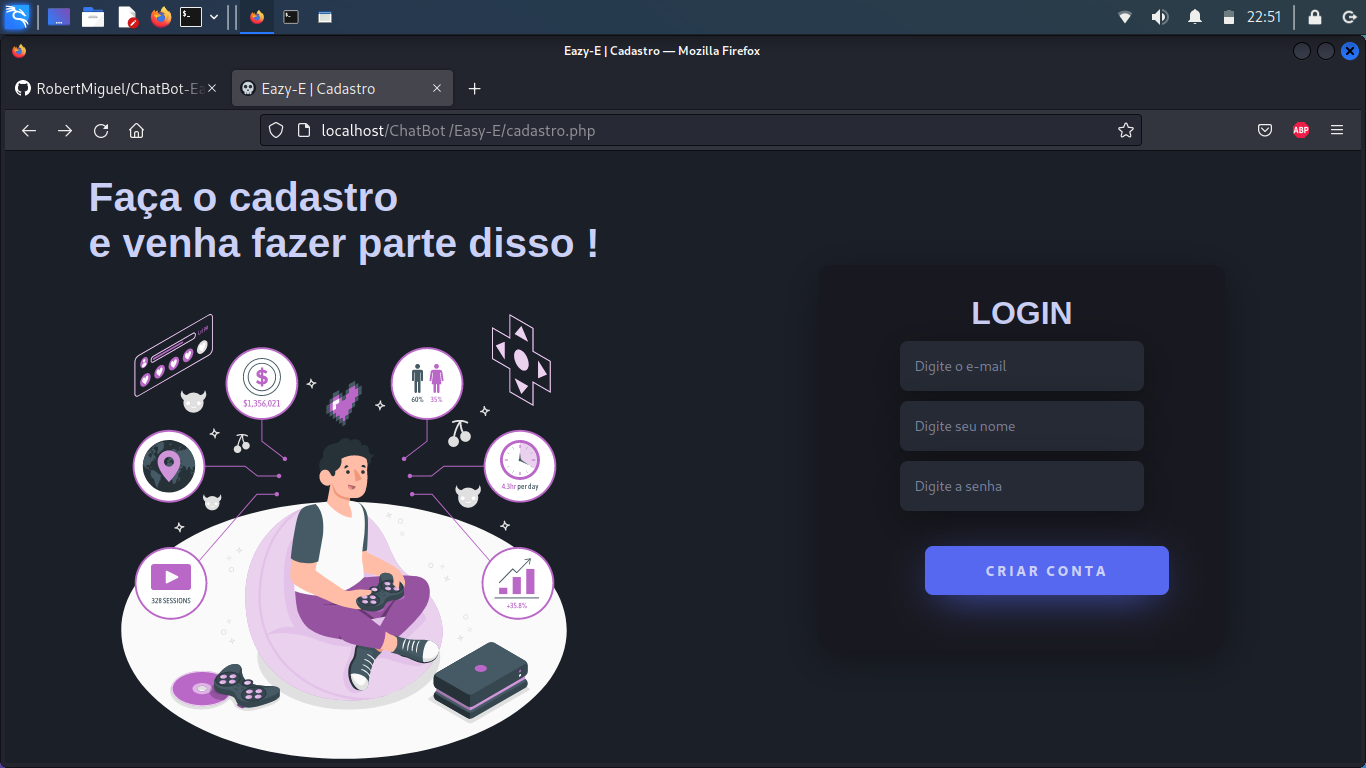 22:51
Eazy-E | Cadastro — Mozilla Firefox
RobertMiguel/ChatBot-Ea
Eazy-E | Cadastro
localhost/ChatBot /Easy-E/cadastro.php
ABP
Faça o cadastro
e venha fazer parte disso !
$
$1,356,021
60% 35%
4.3hr per day
328 SESSIONS
+35.8%
LOGIN
Digite o e-mail
Digite seu nome
Digite a senha
CRIAR CONTA